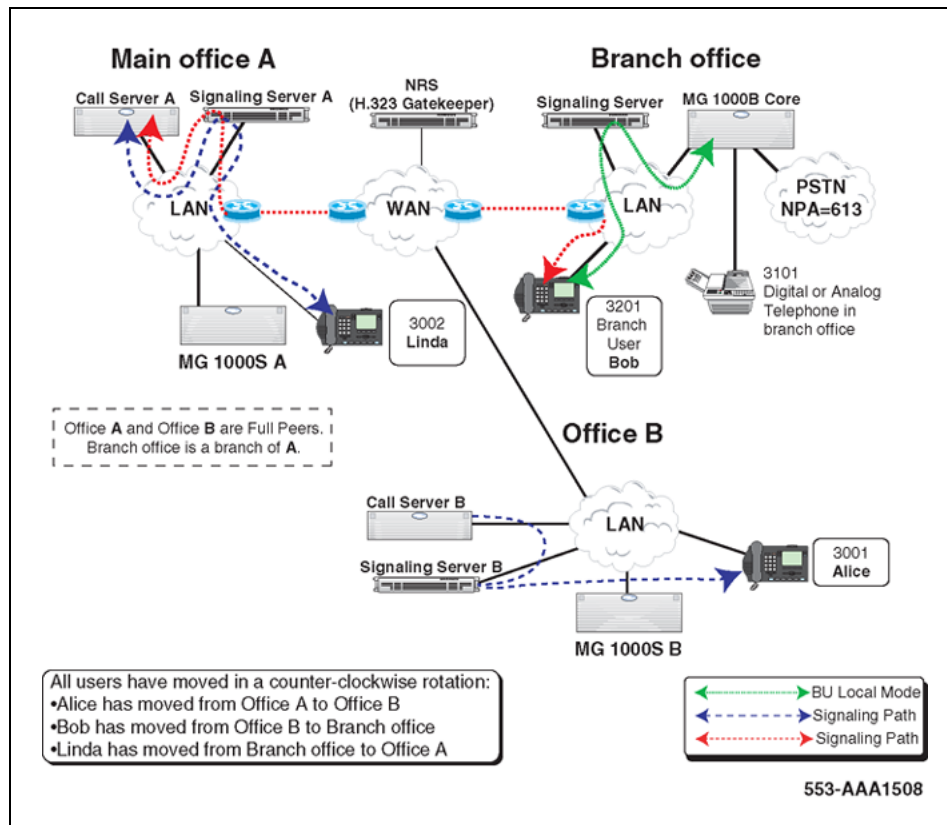 Main office A
Branch office
Call Server A
Signaling Server A
NRS
(H.323 Gatekeeper)
Signaling Server
MG 1000B Core
LAN
WAN
LAN
PSTN
NPA=613
3002
Linda
MG 1000S A
3201
Branch
User
Bob
3101
Digital or Analog
Telephone in
branch office
Office A and Office B are Full Peers.
Branch office is a branch of A.
Office B
Call Server B
LAN
Signaling Server B
3001
Alice
MG 1000S B
All users have moved in a counter-clockwise rotation:
•Alice has moved from Office A to Office B
•Bob has moved from Office B to Branch office
•Linda has moved from Branch office to Office A
BU Local Mode
Signaling Path
Signaling Path
553-AAA1508